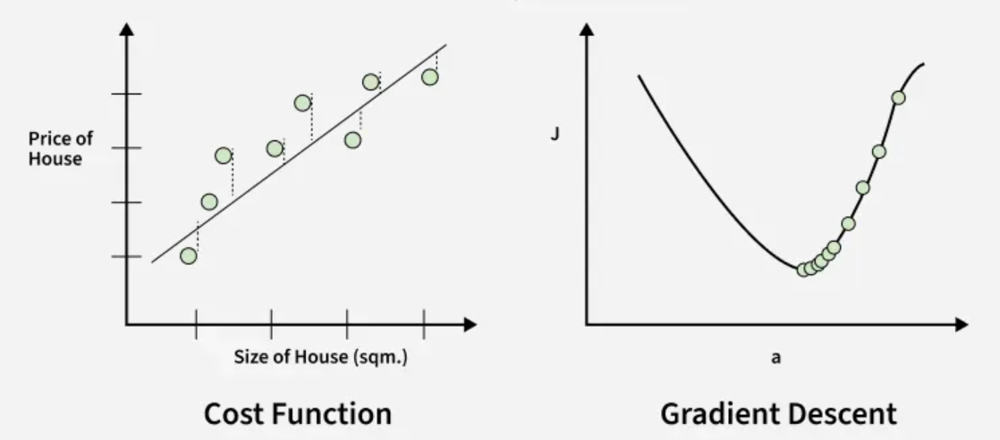 Price of
House
Size of House (sqm.)
Cost Function
J
a
Gradient Descent